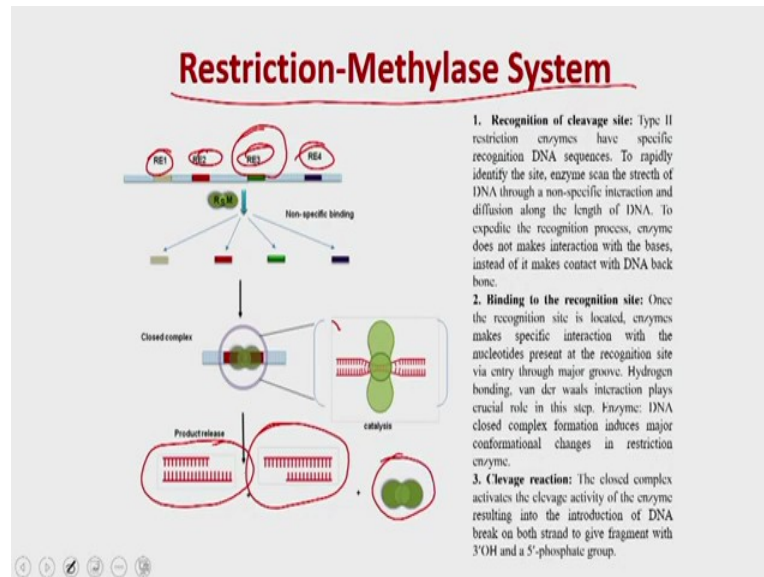 Restriction-Methylase System
RE1 RE2 RE3 RE4
R S M
Non-specific binding
Closed complex
catalysis
Product release
+
+
1. Recognition of cleavage site: Type II
restriction enzymes have specific
recognition DNA sequences. To rapidly
identify the site, enzyme scan the strecth of
DNA through a non-specific interaction and
diffusion along the length of DNA. To
expedite the recognition process, enzyme
does not makes interaction with the bases,
instead of it makes contact with DNA back
bone.
2. Binding to the recognition site: Once
the recognition site is located, enzymes
makes specific interaction with the
nucleotides present at the recognition site
via entry through major groove. Hydrogen
bonding, van der waals interaction plays
crucial role in this step. Enzyme: DNA
closed complex formation induces major
conformational changes in restriction
enzyme.
3. Clevage reaction: The closed complex
activates the clevage activity of the enzyme
resulting into the introduction of DNA
break on both strand to give fragment with
3'OH and a 5'-phosphate group.